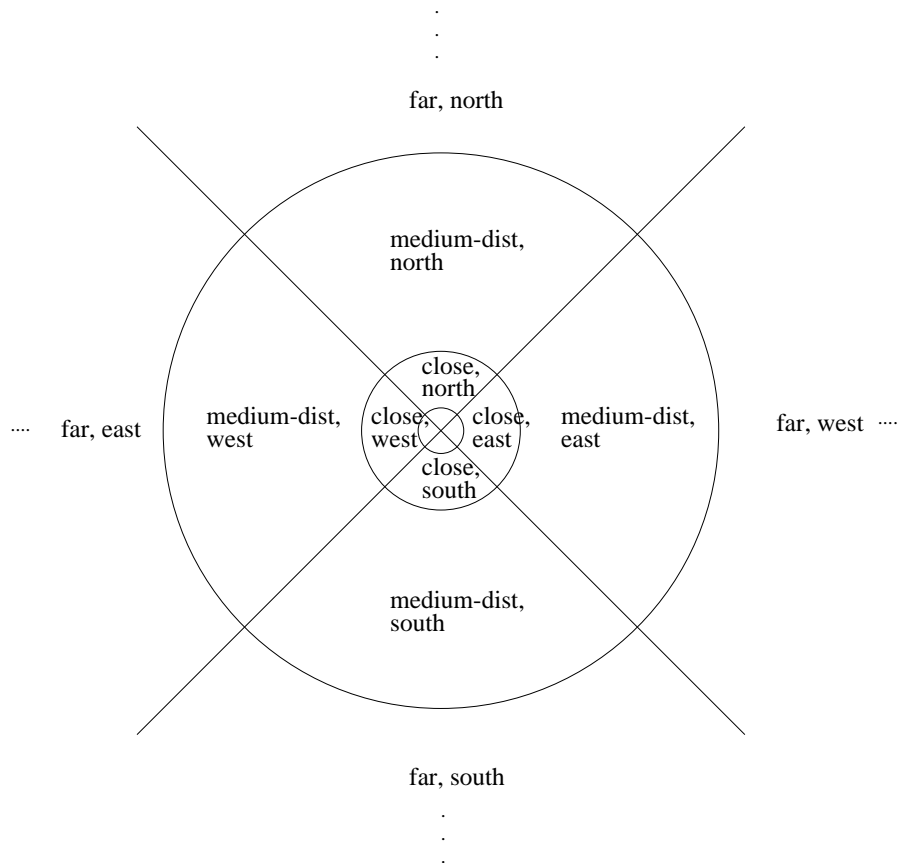 far, north
medium-dist,
north
close,
north
.... far, east
medium-dist,
west
close,
west
close,
east
medium-dist,
east
far, west ....
close,
south
medium-dist,
south
far, south